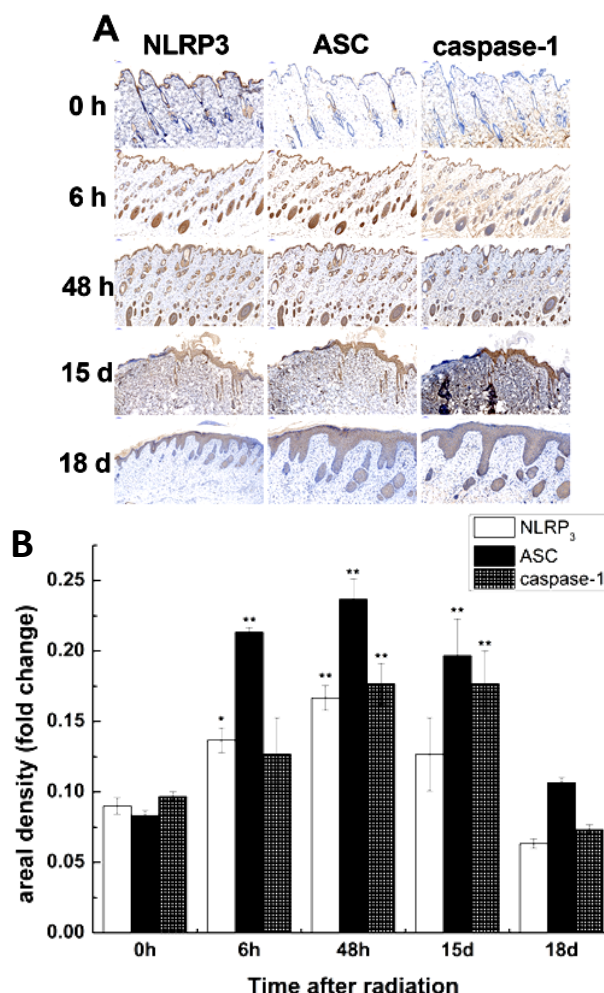 A
NLRP3 ASC caspase-1
0 h
6 h
48 h
15 d
18 d
B
NLRP3
ASC
caspase-1
areal density (fold change)
0.25
0.20
0.15
0.10
0.05
0.00
* ** ** ** ** ** **
0h 6h 48h 15d 18d
Time after radiation